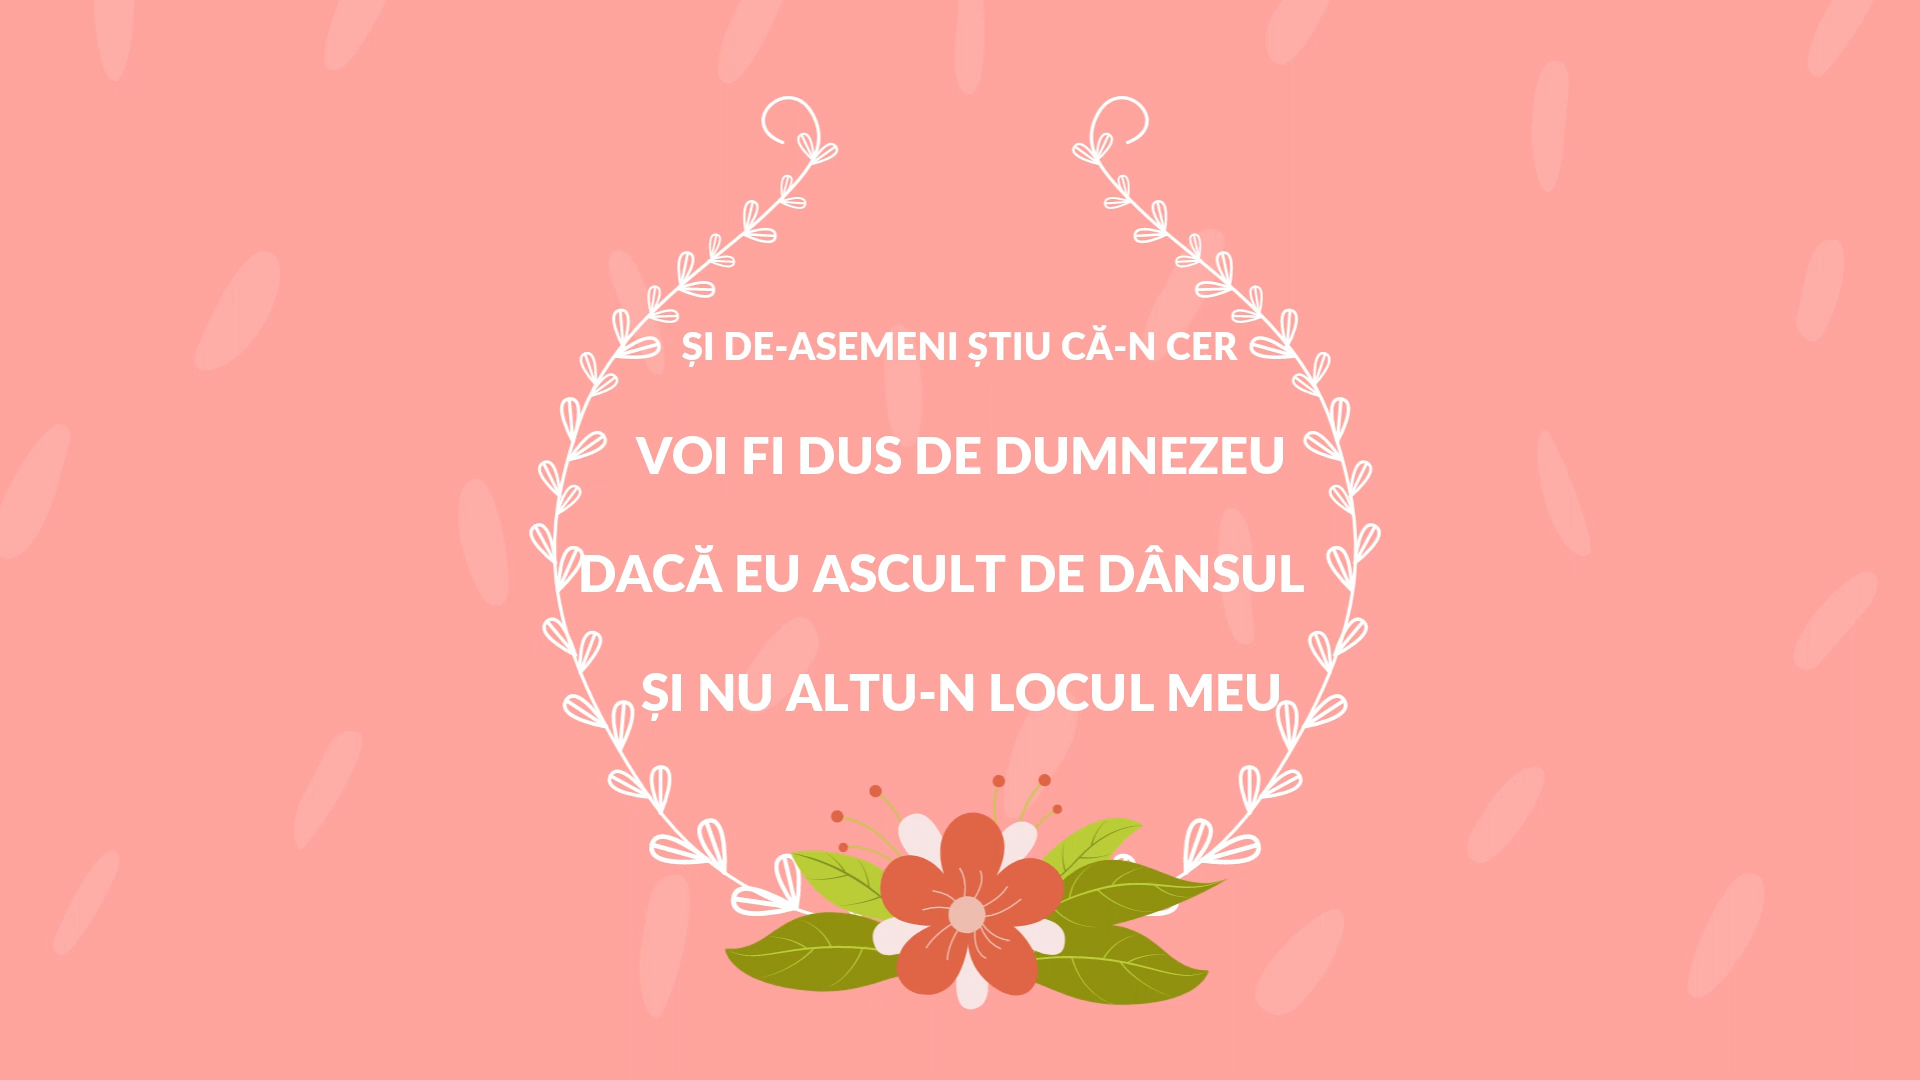 ȘI DE-ASEMENI ȘTIU CĂ-N CER
VOI FI DUS DE DUMNEZEU
DACĂ EU ASCULT DE DÂNSUL
ȘI NU ALTU-N LOCUL MEU